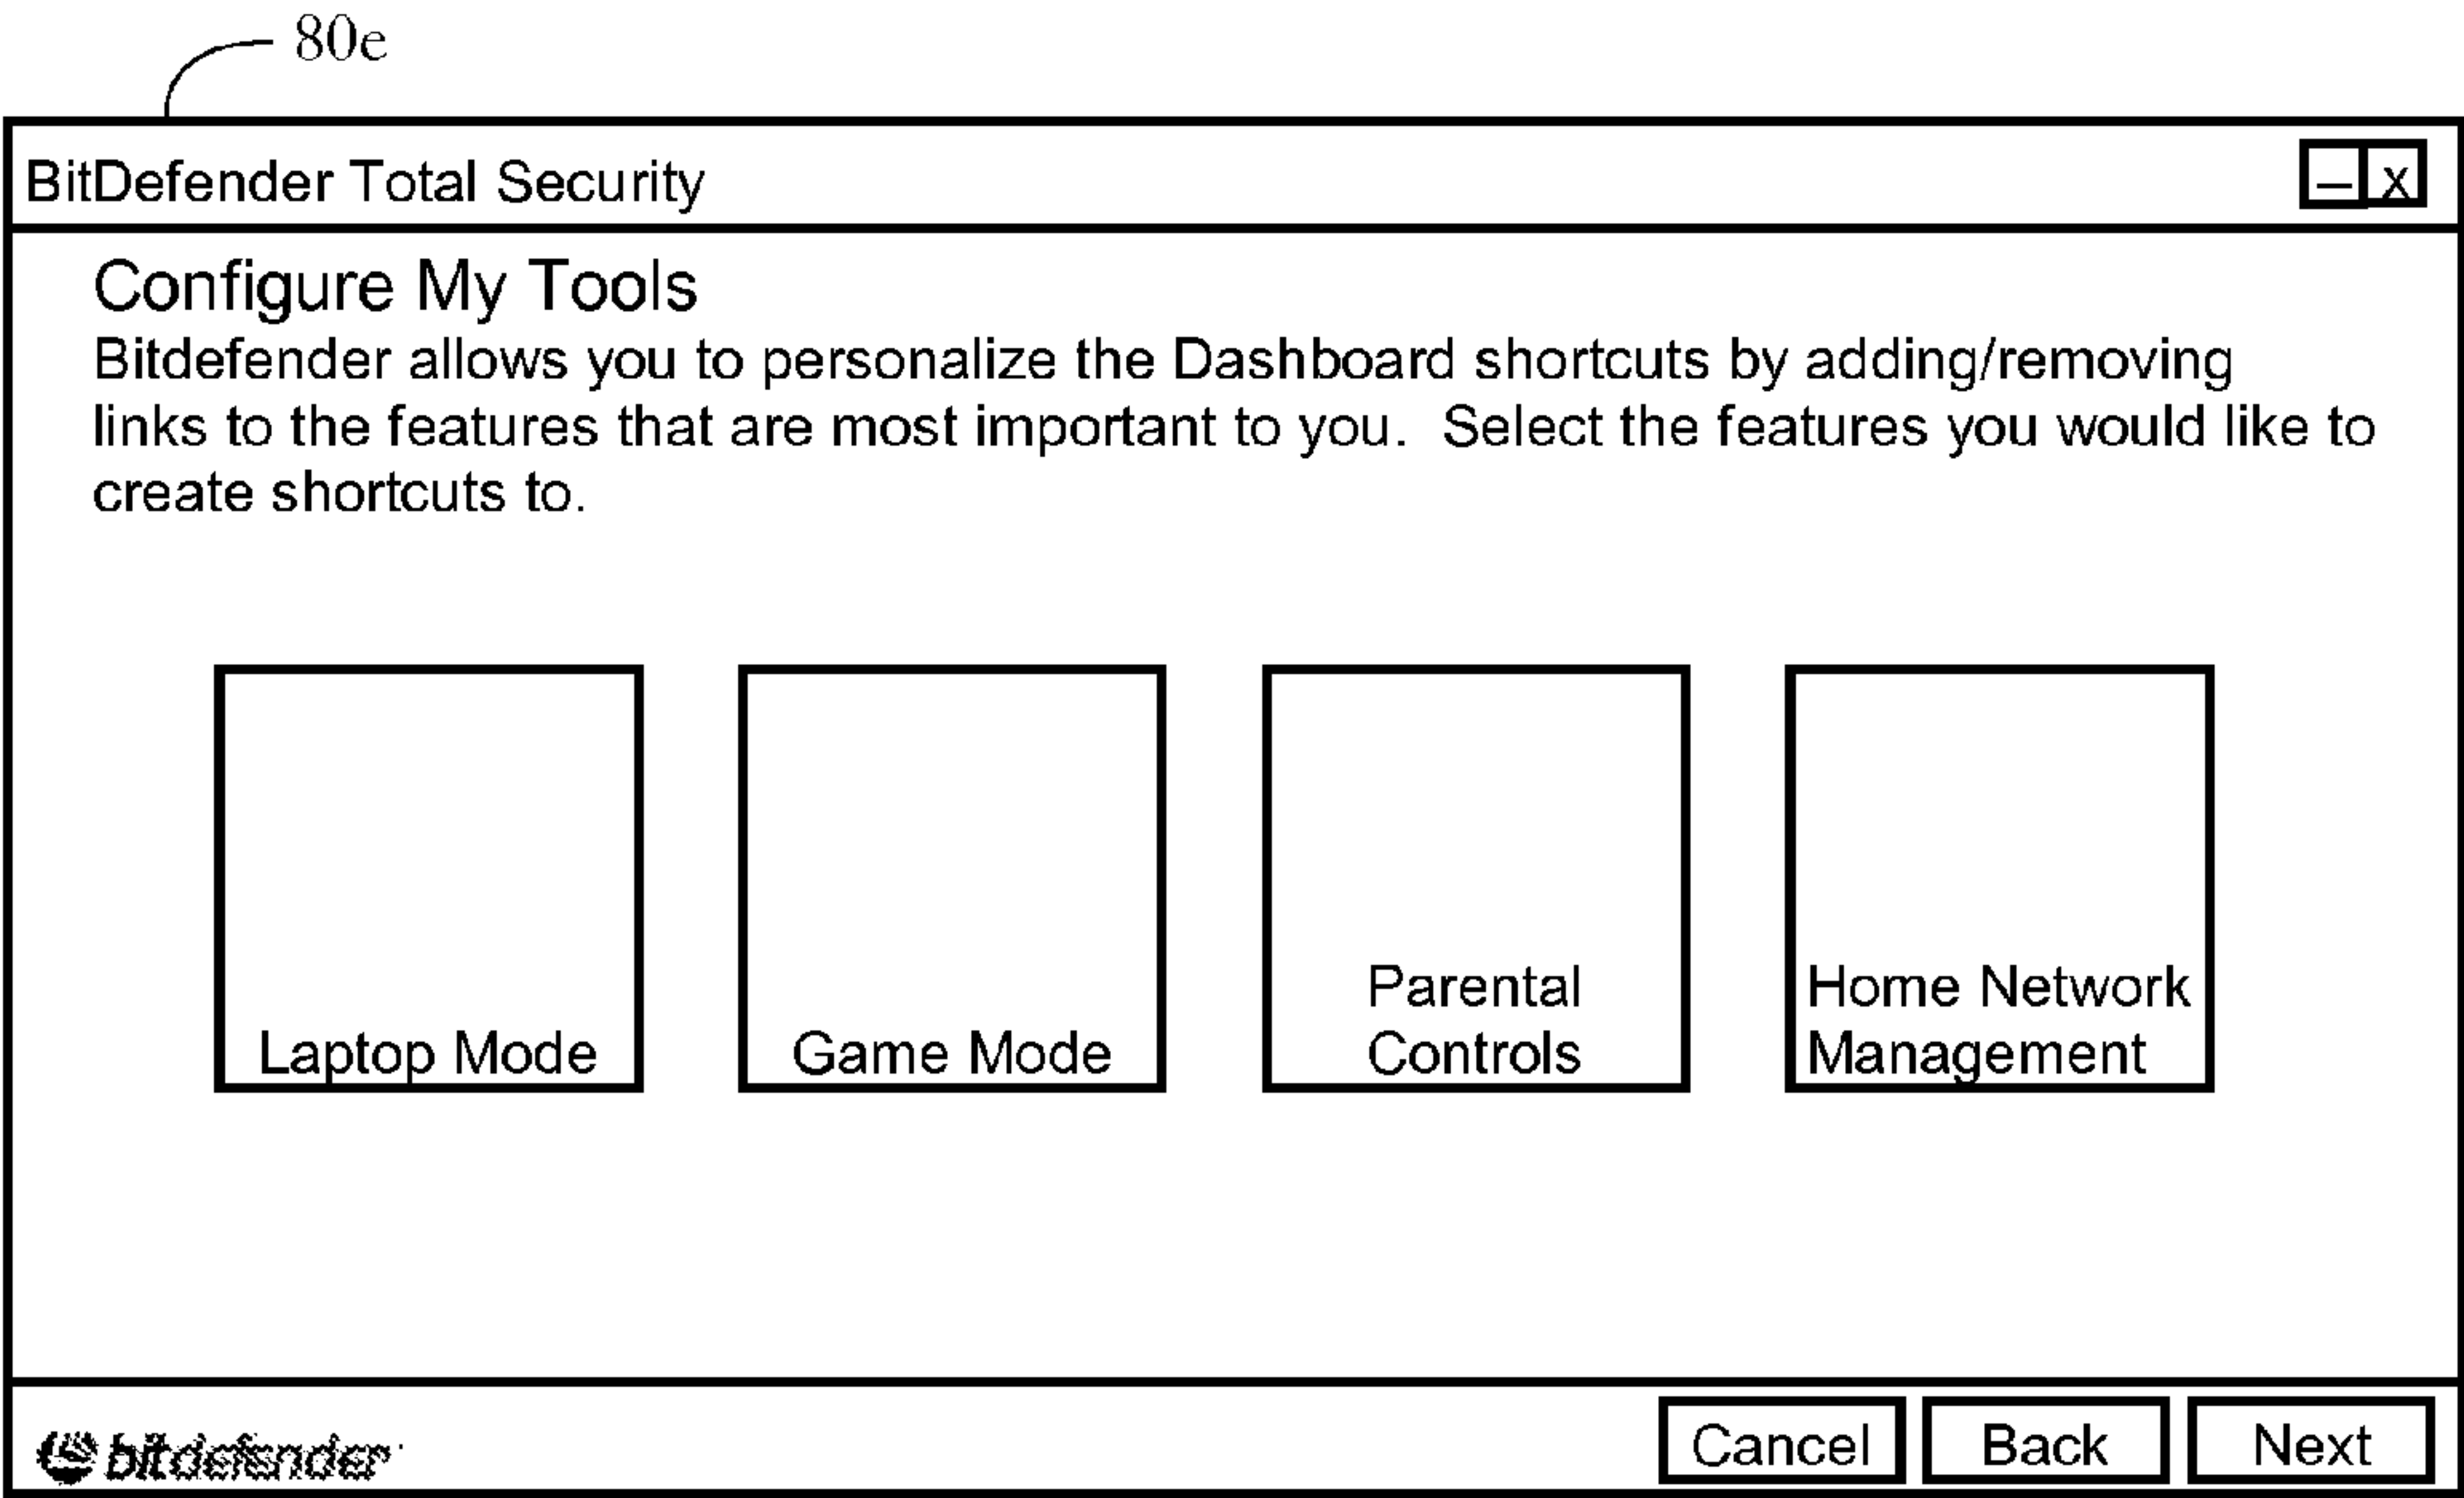 80e
BitDefender Total Security
– x
Configure My Tools
Bitdefender allows you to personalize the Dashboard shortcuts by adding/removing
links to the features that are most important to you.  Select the features you would like to
create shortcuts to.
Laptop Mode
Game Mode
Parental
Controls
Home Network
Management
bitdefender
Cancel
Back
Next